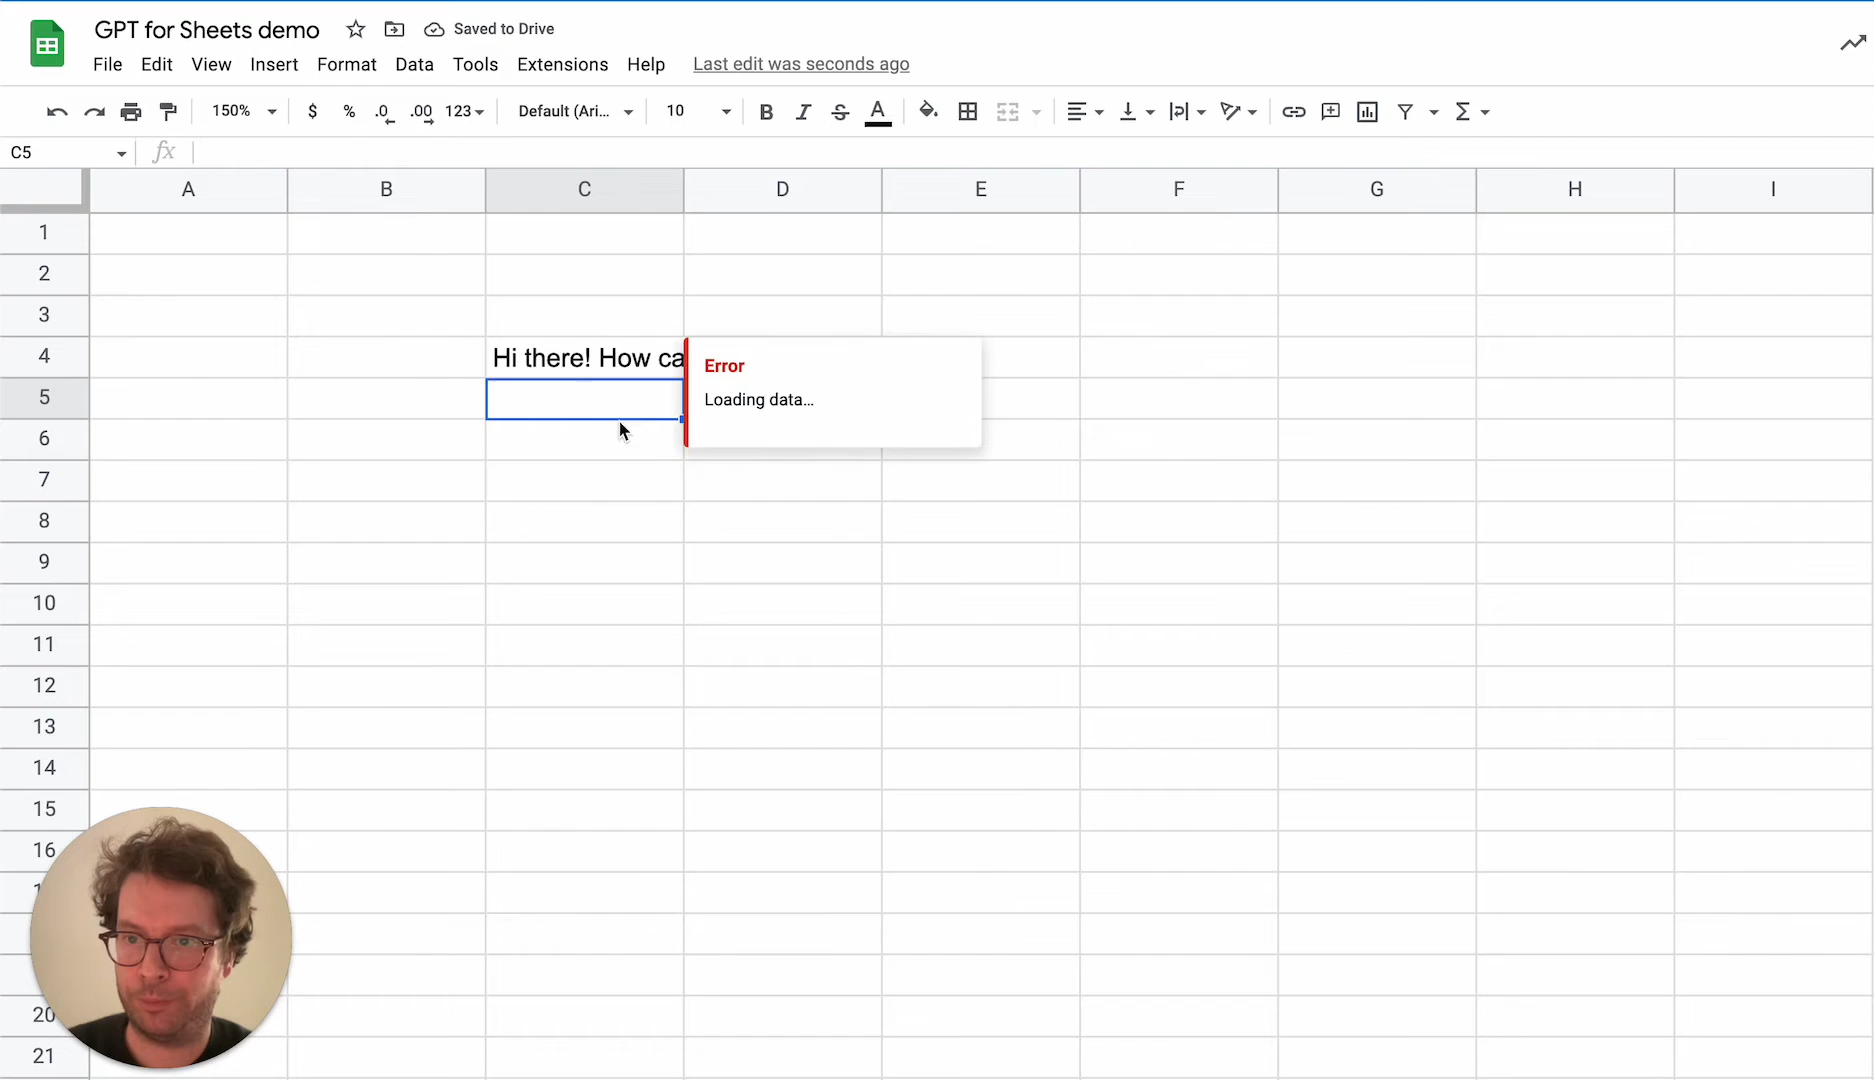 GPT for Sheets demo Saved to Drive
File Edit View Insert Format Data Tools Extensions Help Last edit was seconds ago
150% $ % .0 .00 123 Default (Ari... 10 B I S A Σ
C5 fx
A B C D E F G H I
1
2
3
4 Hi there! How ca
Error
5
Loading data...
6
7
8
9
10
11
12
13
14
15
16
20
21